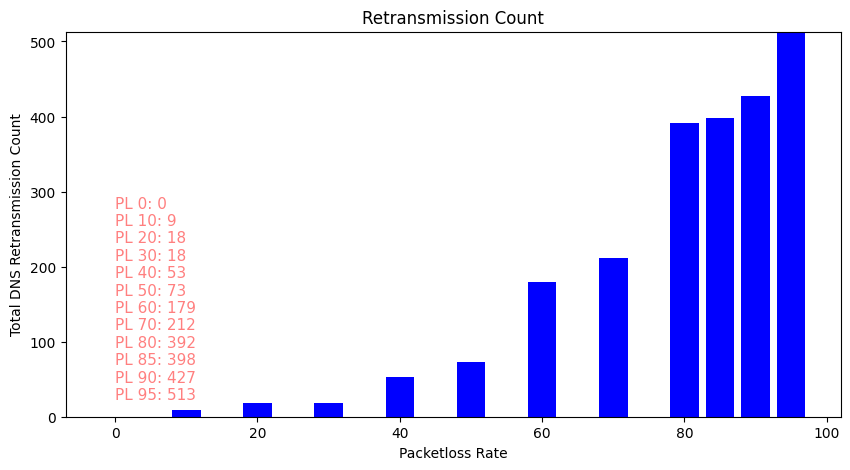 Retransmission Count
Total DNS Retransmission Count
500
400
300
200
100
0
PL 0: 0
PL 10: 9
PL 20: 18
PL 30: 18
PL 40: 53
PL 50: 73
PL 60: 179
PL 70: 212
PL 80: 392
PL 85: 398
PL 90: 427
PL 95: 513
0 20 40 60 80 100
Packetloss Rate